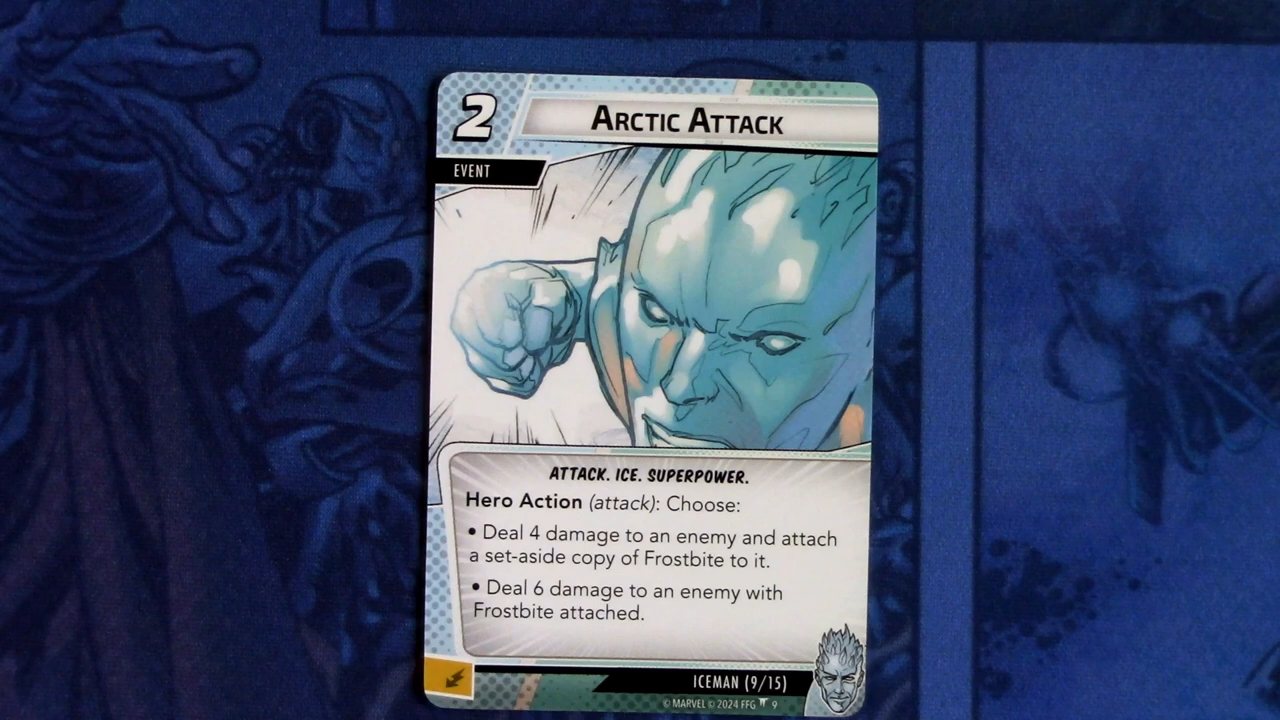 2
ARCTIC ATTACK
EVENT
ATTACK. ICE. SUPERPOWER.
Hero Action (attack): Choose:
• Deal 4 damage to an enemy and attach
a set-aside copy of Frostbite to it.
• Deal 6 damage to an enemy with
Frostbite attached.
ICEMAN (9/15)
© MARVEL © 2024 FFG 9